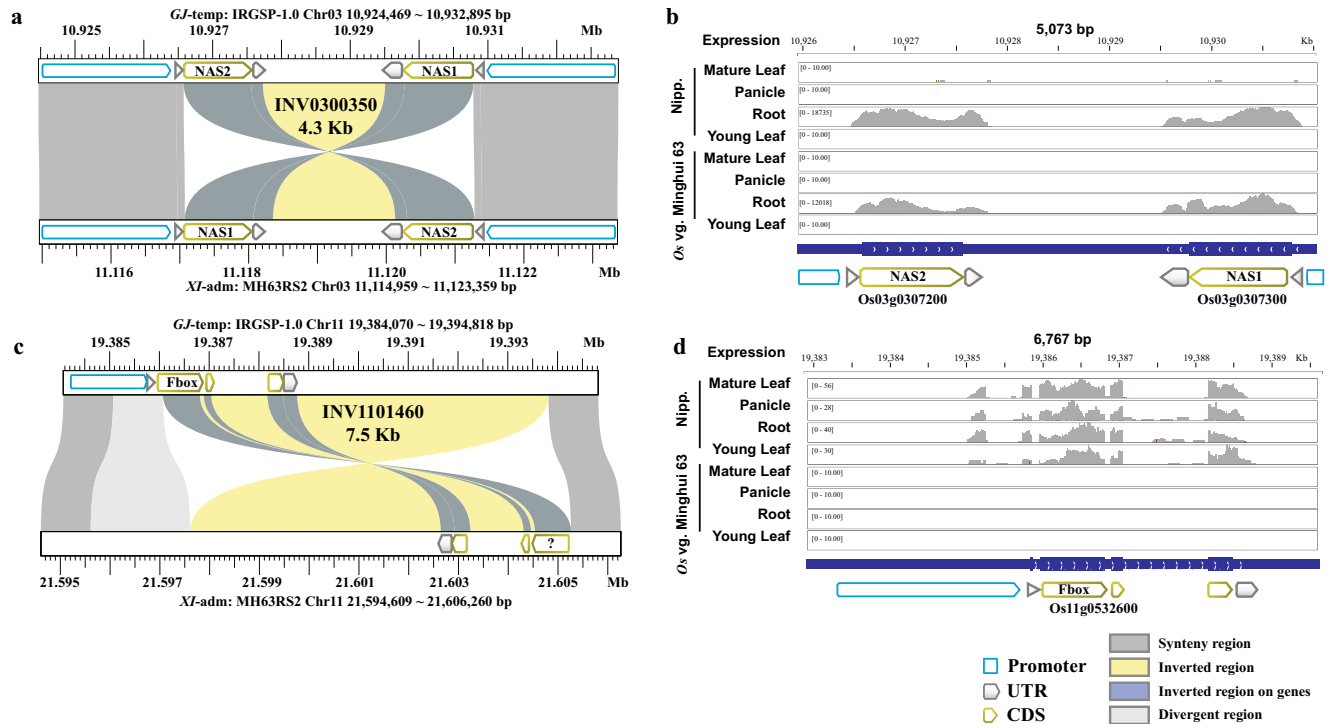 a
GJ-temp: IRGSP-1.0 Chr03 10,924,469 ~ 10,932,895 bp
10.925 10.927 10.929 10.931 Mb
NAS2 NAS1
INV0300350
4.3 Kb
NAS1 NAS2
11.116 11.118 11.120 11.122 Mb
XI-adm: MH63RS2 Chr03 11,114,959 ~ 11,123,359 bp
b
5,073 bp
Expression
10,926 10,927 10,928 10,929 10,930 Kb
Nipp.
Mature Leaf [0 - 10.00]
Panicle [0 - 10.00]
Root [0 - 18735]
Young Leaf [0 - 10.00]
Os vg. Minghui 63
Mature Leaf [0 - 10.00]
Panicle [0 - 10.00]
Root [0 - 12018]
Young Leaf [0 - 10.00]
NAS2 NAS1
Os03g0307200 Os03g0307300
c
GJ-temp: IRGSP-1.0 Chr11 19,384,070 ~ 19,394,818 bp
19.385 19.387 19.389 19.391 19.393 Mb
Fbox
INV1101460
7.5 Kb
?
21.595 21.597 21.599 21.601 21.603 21.605 Mb
XI-adm: MH63RS2 Chr11 21,594,609 ~ 21,606,260 bp
d
6,767 bp
Expression
19,383 19,384 19,385 19,386 19,387 19,388 19,389 Kb
Nipp.
Mature Leaf [0 - 56]
Panicle [0 - 28]
Root [0 - 40]
Young Leaf [0 - 30]
Os vg. Minghui 63
Mature Leaf [0 - 10.00]
Panicle [0 - 10.00]
Root [0 - 10.00]
Young Leaf [0 - 10.00]
Fbox
Os11g0532600
Promoter
UTR
CDS
Synteny region
Inverted region
Inverted region on genes
Divergent region